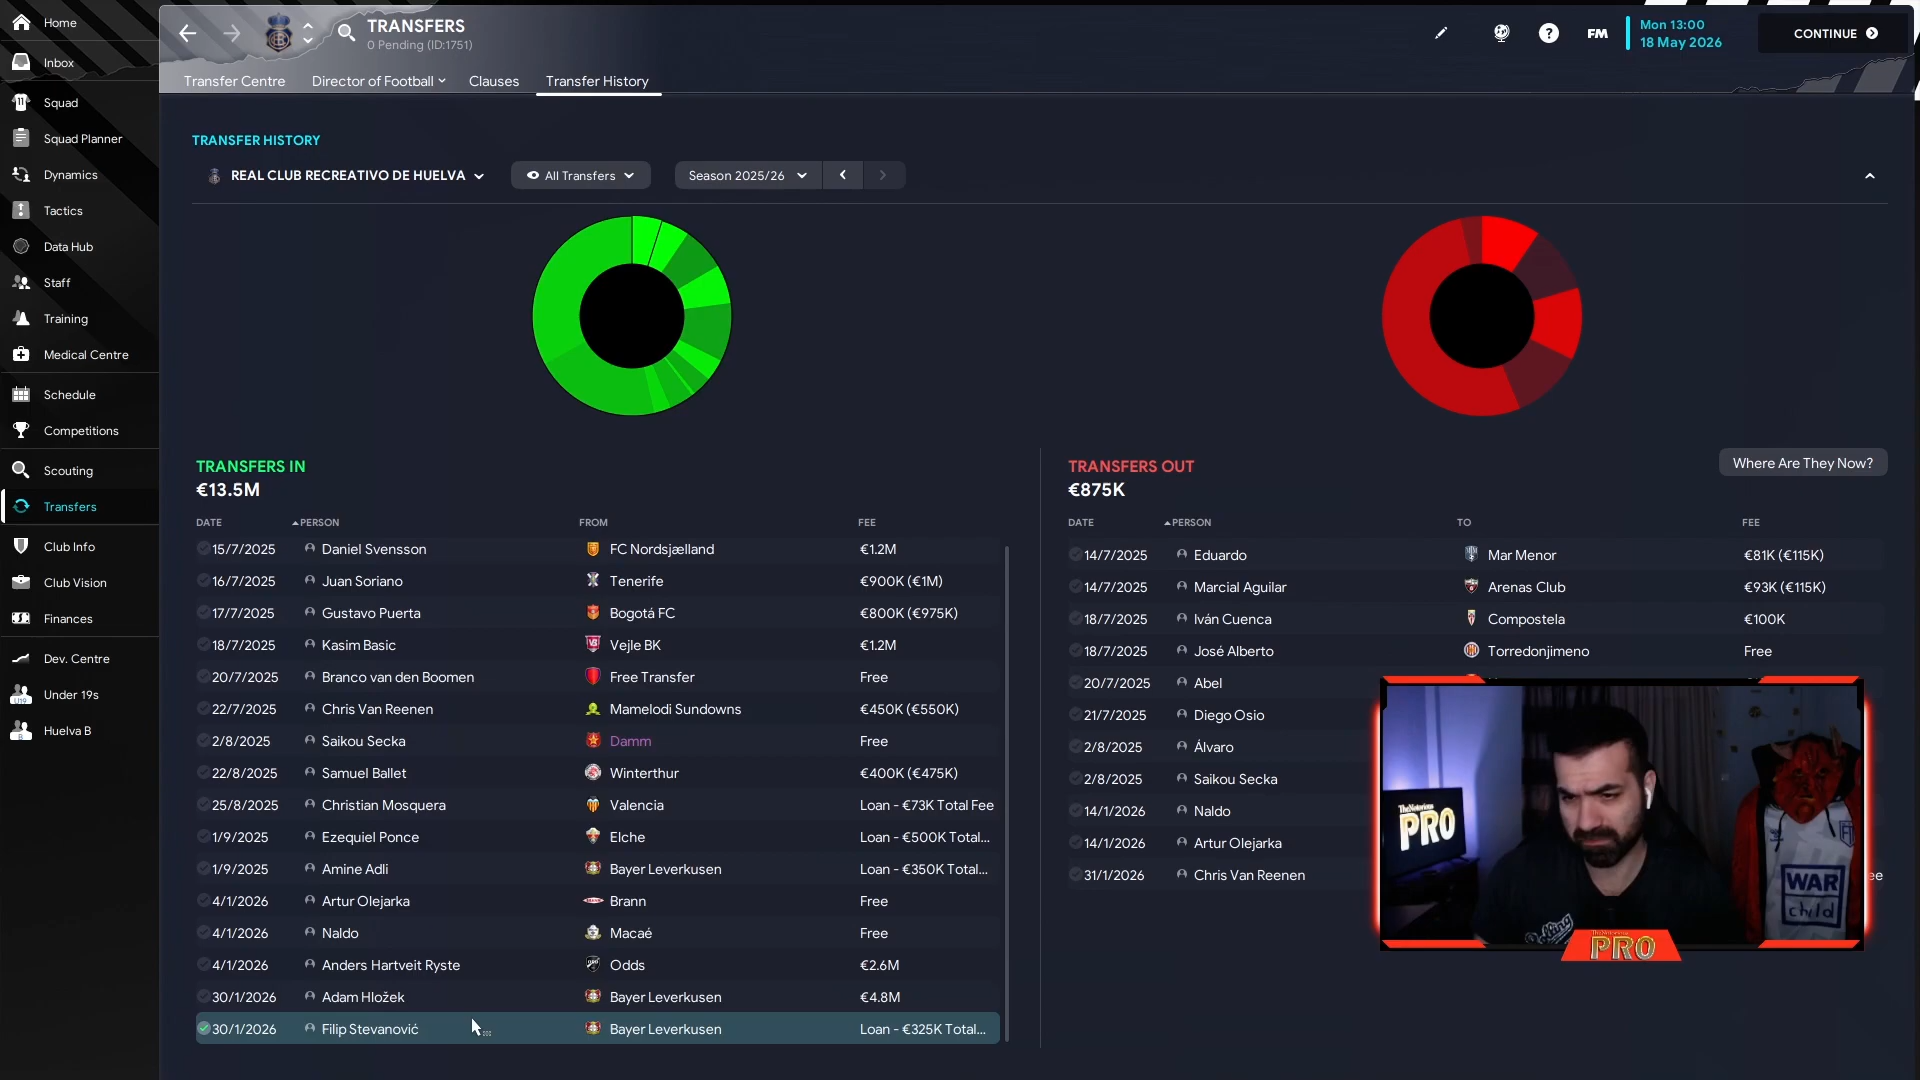 Home
Inbox
Squad
Squad Planner
Dynamics
Tactics
Data Hub
Staff
Training
Medical Centre
Schedule
Competitions
Scouting
Transfers
Club Info
Club Vision
Finances
Dev. Centre
Under 19s
Huelva B
TRANSFERS
0 Pending (ID:1751)
FM
Mon 13:00
18 May 2026
CONTINUE
Transfer Centre Director of Football Clauses Transfer History
TRANSFER HISTORY
REAL CLUB RECREATIVO DE HUELVA All Transfers Season 2025/26
TRANSFERS IN
€13.5M
DATE PERSON FROM FEE
15/7/2025 Daniel Svensson FC Nordsjælland €1.2M
16/7/2025 Juan Soriano Tenerife €900K (€1M)
17/7/2025 Gustavo Puerta Bogotá FC €800K (€975K)
18/7/2025 Kasim Basic Vejle BK €1.2M
20/7/2025 Branco van den Boomen Free Transfer Free
22/7/2025 Chris Van Reenen Mamelodi Sundowns €450K (€550K)
2/8/2025 Saikou Secka Damm Free
22/8/2025 Samuel Ballet Winterthur €400K (€475K)
25/8/2025 Christian Mosquera Valencia Loan - €73K Total Fee
1/9/2025 Ezequiel Ponce Elche Loan - €500K Total...
1/9/2025 Amine Adli Bayer Leverkusen Loan - €350K Total...
4/1/2026 Artur Olejarka Brann Free
4/1/2026 Naldo Macaé Free
4/1/2026 Anders Hartveit Ryste Odds €2.6M
30/1/2026 Adam Hložek Bayer Leverkusen €4.8M
30/1/2026 Filip Stevanović Bayer Leverkusen Loan - €325K Total...
TRANSFERS OUT
€875K
Where Are They Now?
DATE PERSON TO FEE
14/7/2025 Eduardo Mar Menor €81K (€115K)
14/7/2025 Marcial Aguilar Arenas Club €93K (€115K)
18/7/2025 Iván Cuenca Compostela €100K
18/7/2025 José Alberto Torredonjimeno Free
20/7/2025 Abel
21/7/2025 Diego Osio
2/8/2025 Álvaro
2/8/2025 Saikou Secka
14/1/2026 Naldo
14/1/2026 Artur Olejarka
31/1/2026 Chris Van Reenen ee
TheNotorious
PRO
WAR
child
PRO